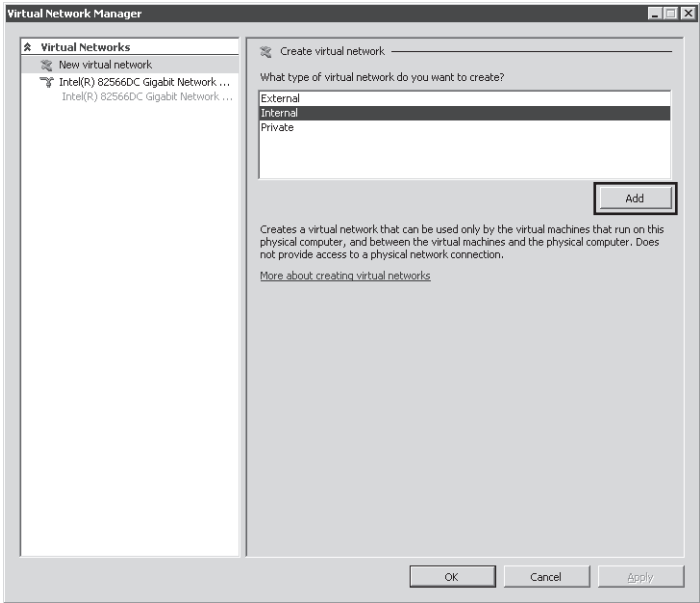 Virtual Network Manager
Virtual Networks
New virtual network
Intel(R) 82566DC Gigabit Network ...
Intel(R) 82566DC Gigabit Network ...
Create virtual network
What type of virtual network do you want to create?
External
Internal
Private
Add
Creates a virtual network that can be used only by the virtual machines that run on this
physical computer, and between the virtual machines and the physical computer. Does
not provide access to a physical network connection.
More about creating virtual networks
OK
Cancel
Apply